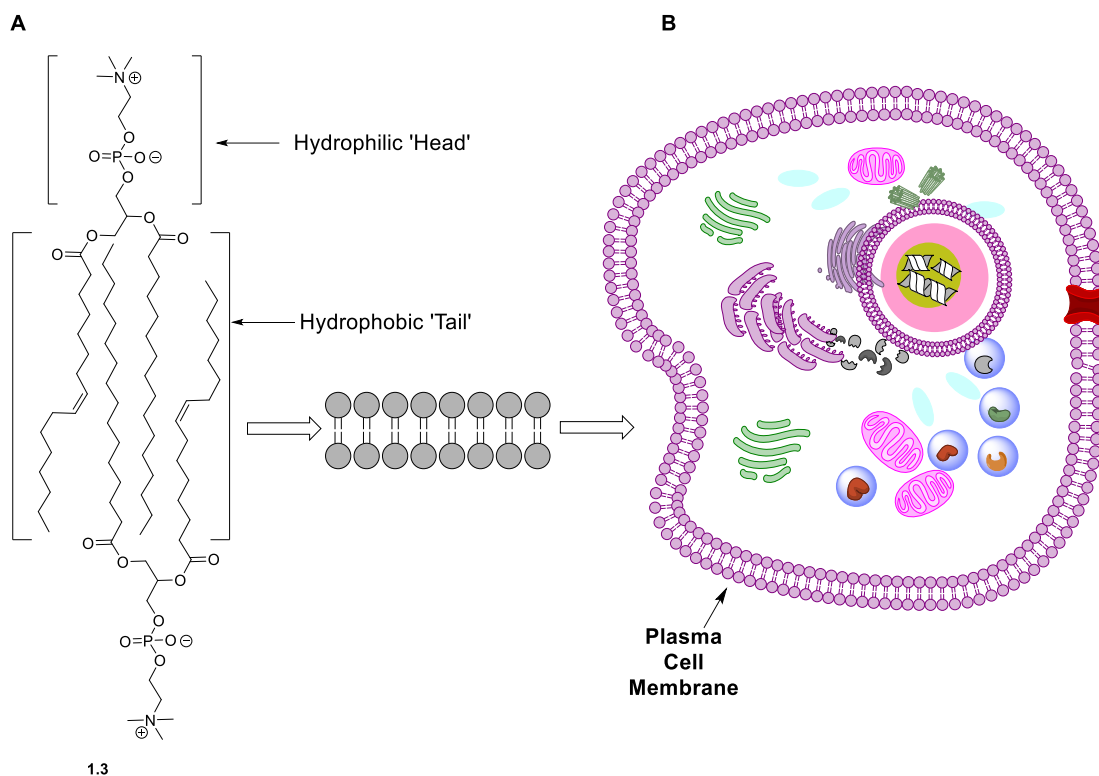 A
B
N
⊕
O
O=P-O⊖
O
Hydrophilic 'Head'
O
O
O
O
Hydrophobic 'Tail'
O
O
O
O
O
O=P-O⊖
O
N
⊕
Plasma
Cell
Membrane
1.3